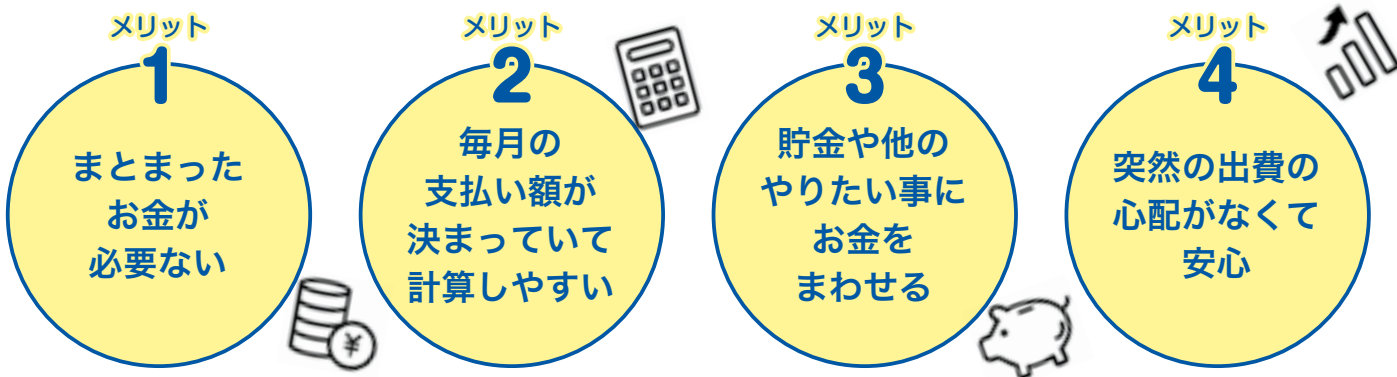 メリット
1
まとまった
お金が
必要ない
メリット
2
毎月の
支払い額が
決まっていて
計算しやすい
メリット
3
貯金や他の
やりたい事に
お金を
まわせる
メリット
4
突然の出費の
心配がなくて
安心
¥